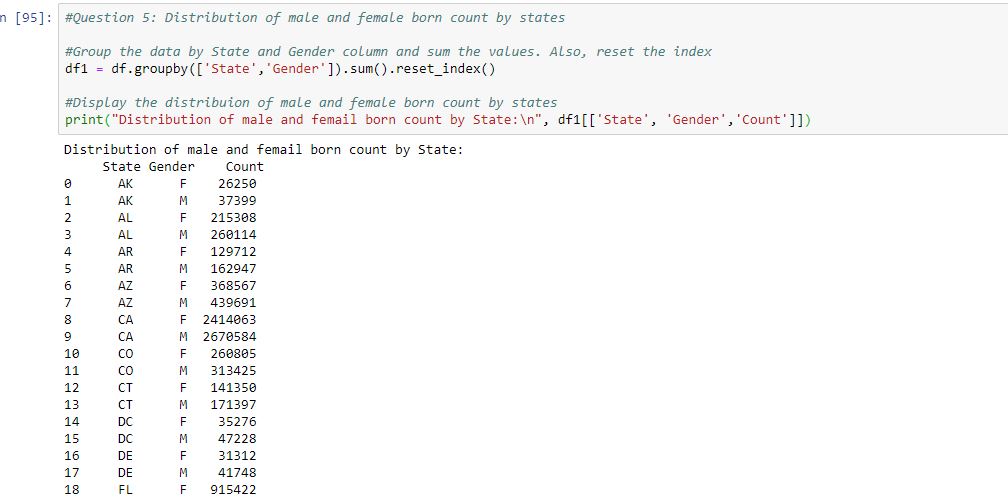 n [95]: #Question 5: Distribution of male and female born count by states
#Group the data by State and Gender column and sum the values. Also, reset the index
df1 = df.groupby(['State','Gender']).sum().reset_index()
#Display the distribuion of male and female born count by states
print("Distribution of male and femail born count by State:\n", df1[['State', 'Gender','Count']])
Distribution of male and femail born count by State:
State Gender Count
0 AK F 26250
1 AK M 37399
2 AL F 215308
3 AL M 260114
4 AR F 129712
5 AR M 162947
6 AZ F 368567
7 AZ M 439691
8 CA F 2414063
9 CA M 2670584
10 CO F 260805
11 CO M 313425
12 CT F 141350
13 CT M 171397
14 DC F 35276
15 DC M 47228
16 DE F 31312
17 DE M 41748
18 FL F 915422